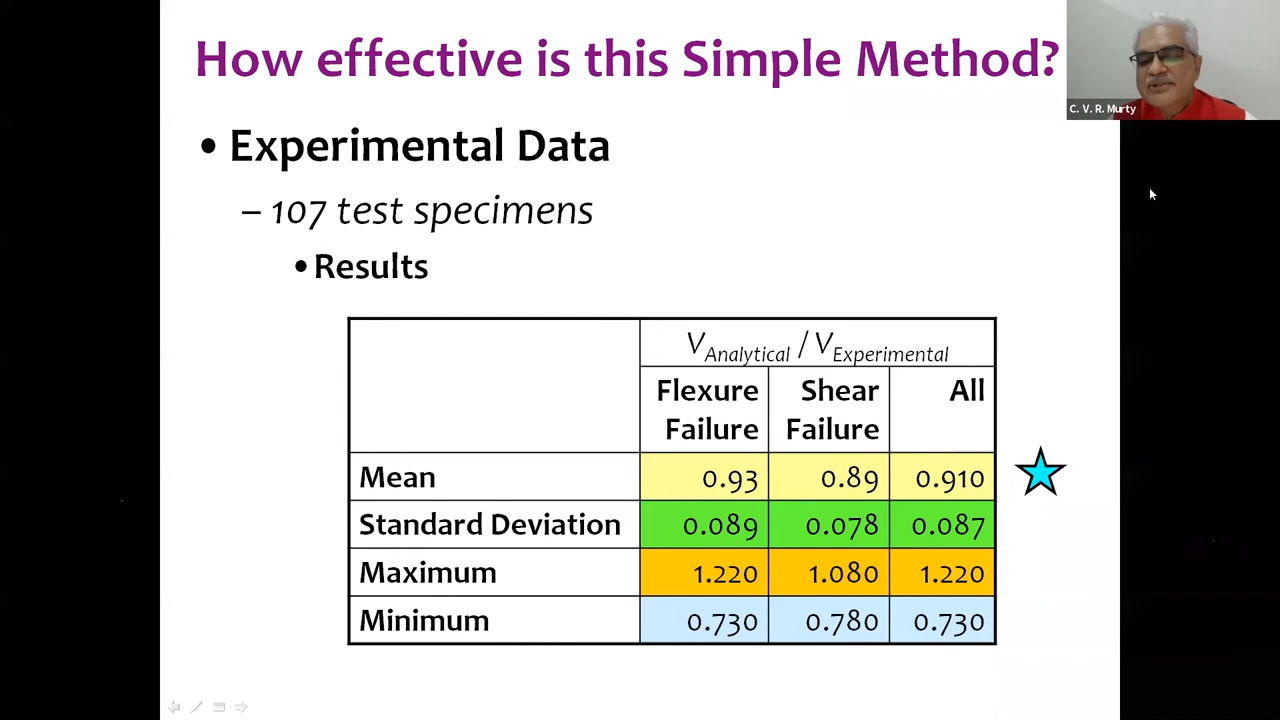 How effective is this Simple Method?
C. V. R. Murty
• Experimental Data
– 107 test specimens
• Results
V Analytical / V Experimental
Flexure Failure Shear Failure All
Mean 0.93 0.89 0.910
Standard Deviation 0.089 0.078 0.087
Maximum 1.220 1.080 1.220
Minimum 0.730 0.780 0.730